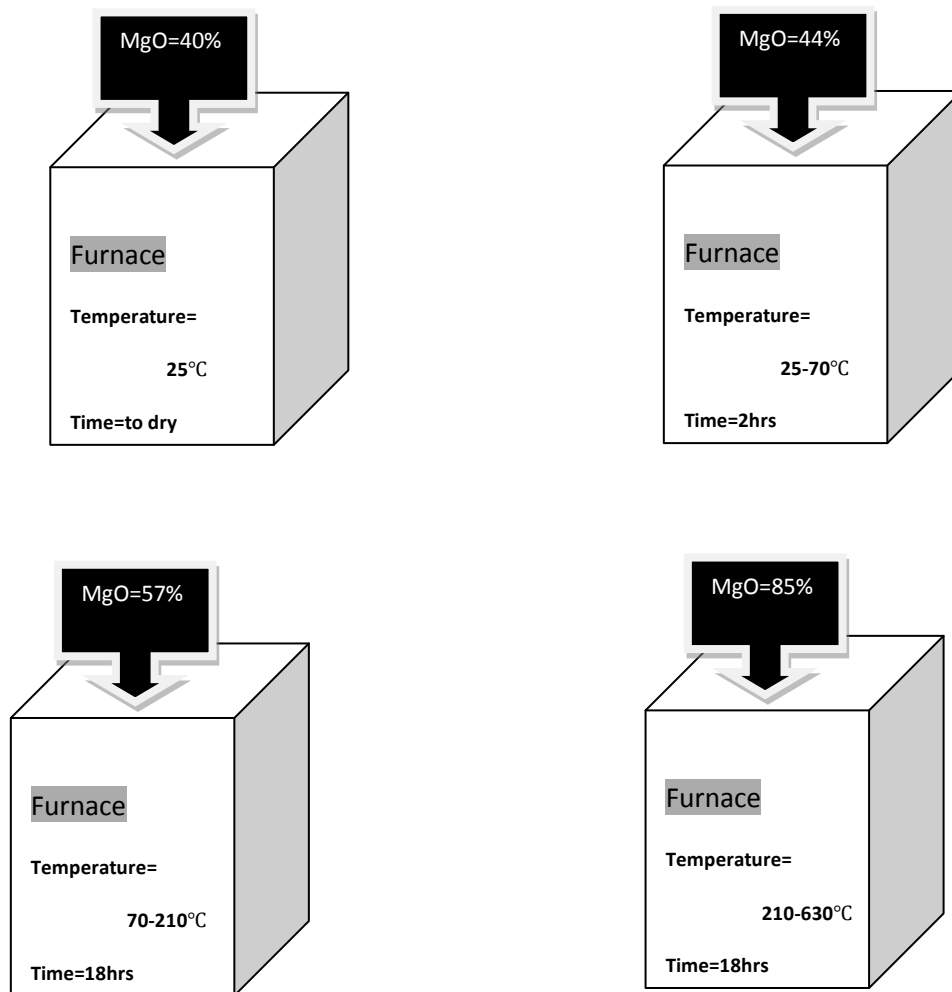 MgO=40%
Furnace
Temperature=
25℃
Time=to dry
MgO=44%
Furnace
Temperature=
25-70℃
Time=2hrs
MgO=57%
Furnace
Temperature=
70-210℃
Time=18hrs
MgO=85%
Furnace
Temperature=
210-630℃
Time=18hrs